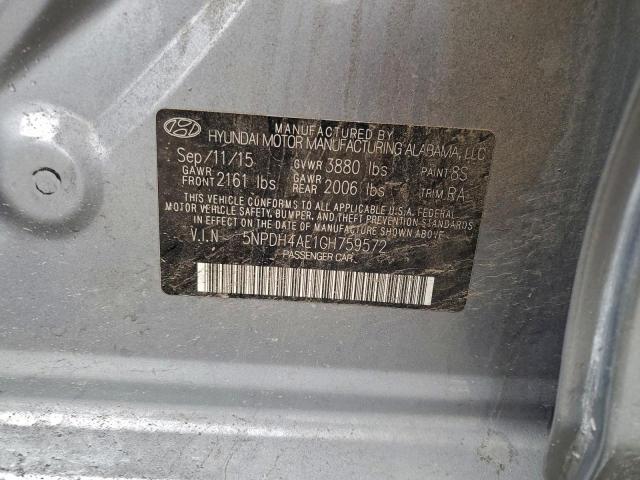 MANUFACTURED BY
HYUNDAI MOTOR MANUFACTURING ALABAMA, LLC
Sep/11/15 GVWR 3880 lbs PAINT 8S
GAWR FRONT 2161 lbs GAWR REAR 2006 lbs TRIM RA
THIS VEHICLE CONFORMS TO ALL APPLICABLE U.S.A. FEDERAL
MOTOR VEHICLE SAFETY, BUMPER, AND THEFT PREVENTION STANDARDS
IN EFFECT ON THE DATE OF MANUFACTURE SHOWN ABOVE
V.I.N 5NPDH4AE1GH759572
PASSENGER CAR